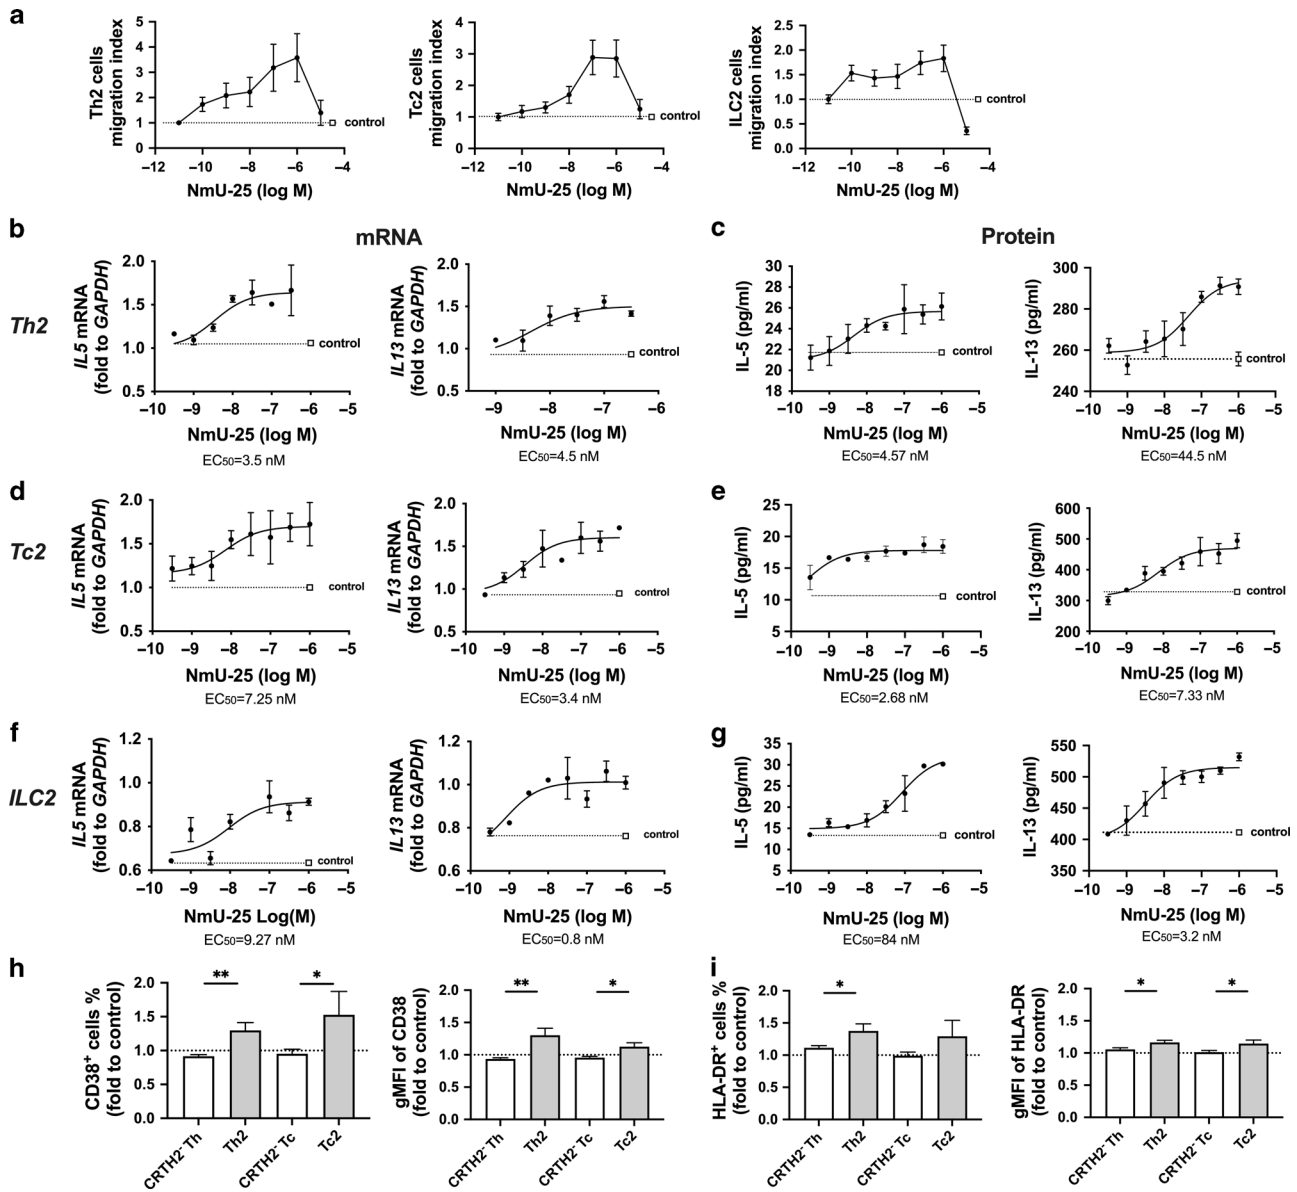 a
Th2 cells
migration index
5
4
3
2
1
0
−12 −10 −8 −6 −4
NmU-25 (log M)
control
Tc2 cells
migration index
4
3
2
1
0
−12 −10 −8 −6 −4
NmU-25 (log M)
control
ILC2 cells
migration index
2.5
2.0
1.5
1.0
0.5
0.0
−12 −10 −8 −6 −4
NmU-25 (log M)
control
b
mRNA
c
Protein
Th2
IL5 mRNA
(fold to GAPDH)
2.0
1.5
1.0
0.5
−10 −9 −8 −7 −6 −5
control
NmU-25 (log M)
EC50=3.5 nM
IL13 mRNA
(fold to GAPDH)
2.0
1.5
1.0
0.5
−9 −8 −7 −6
control
NmU-25 (log M)
EC50=4.5 nM
IL-5
(pg/ml)
30
28
26
24
22
20
18
−10 −9 −8 −7 −6 −5
control
NmU-25 (log M)
EC50=4.57 nM
IL-13 (pg/ml)
300
280
260
240
−10 −9 −8 −7 −6 −5
control
NmU-25 (log M)
EC50=44.5 nM
d
e
Tc2
IL5 mRNA
(fold to GAPDH)
2.0
1.5
1.0
0.5
−10 −9 −8 −7 −6 −5
control
NmU-25 (log M)
EC50=7.25 nM
IL13 mRNA
(fold to GAPDH)
2.0
1.5
1.0
0.5
−10 −9 −8 −7 −6 −5
control
NmU-25 (log M)
EC50=3.4 nM
IL-5 (pg/ml)
25
20
15
10
5
−10 −9 −8 −7 −6 −5
control
NmU-25 (log M)
EC50=2.68 nM
IL-13 (pg/ml)
600
500
400
300
200
−10 −9 −8 −7 −6 −5
control
NmU-25 (log M)
EC50=7.33 nM
f
g
ILC2
IL5 mRNA
(fold to GAPDH)
1.2
1.0
0.8
0.6
−10 −9 −8 −7 −6 −5
control
NmU-25 Log(M)
EC50=9.27 nM
IL13 mRNA
(fold to GAPDH)
1.2
1.0
0.8
0.6
−10 −9 −8 −7 −6 −5
control
NmU-25 (log M)
EC50=0.8 nM
IL-5 (pg/ml)
35
30
25
20
15
10
5
−10 −9 −8 −7 −6 −5
control
NmU-25 (log M)
EC50=84 nM
IL-13 (pg/ml)
550
500
450
400
350
−10 −9 −8 −7 −6 −5
control
NmU-25 (log M)
EC50=3.2 nM
h
CD38+ cells %
(fold to control)
2.0
1.5
1.0
0.5
0.0
** *
CRTH2- Th
Th2
CRTH2- Tc
Tc2
gMFI of CD38
(fold to control)
2.0
1.5
1.0
0.5
0.0
** *
CRTH2- Th
Th2
CRTH2- Tc
Tc2
i
HLA-DR+ cells %
(fold to control)
2.0
1.5
1.0
0.5
0.0
*
CRTH2- Th
Th2
CRTH2- Tc
Tc2
gMFI of HLA-DR
(fold to control)
2.0
1.5
1.0
0.5
0.0
* *
CRTH2- Th
Th2
CRTH2- Tc
Tc2